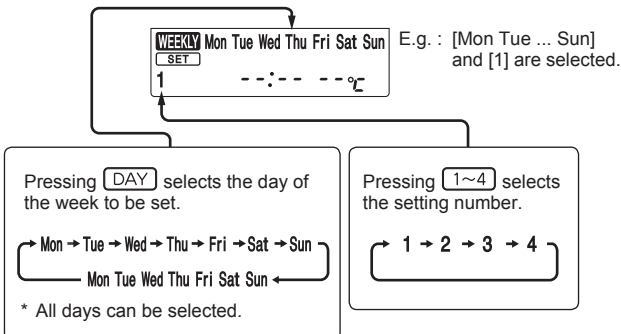 WEEKLY Mon Tue Wed Thu Fri Sat Sun
SET
1 --:-- --℃
E.g. : [Mon Tue ... Sun]
and [1] are selected.
Pressing DAY selects the day of
the week to be set.
Mon → Tue → Wed → Thu → Fri → Sat → Sun
Mon Tue Wed Thu Fri Sat Sun
* All days can be selected.
Pressing 1~4 selects
the setting number.
1 → 2 → 3 → 4